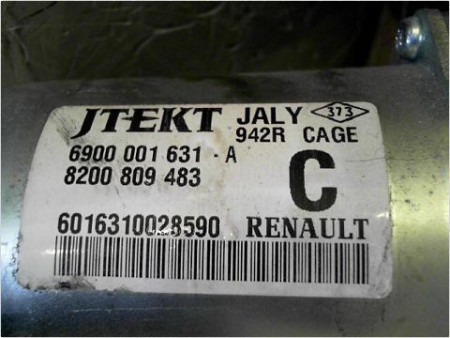 JTEKT JALY 373
942R CAGE
6900 001 631 - A
8200 809 483
C
6016310028590 RENAULT